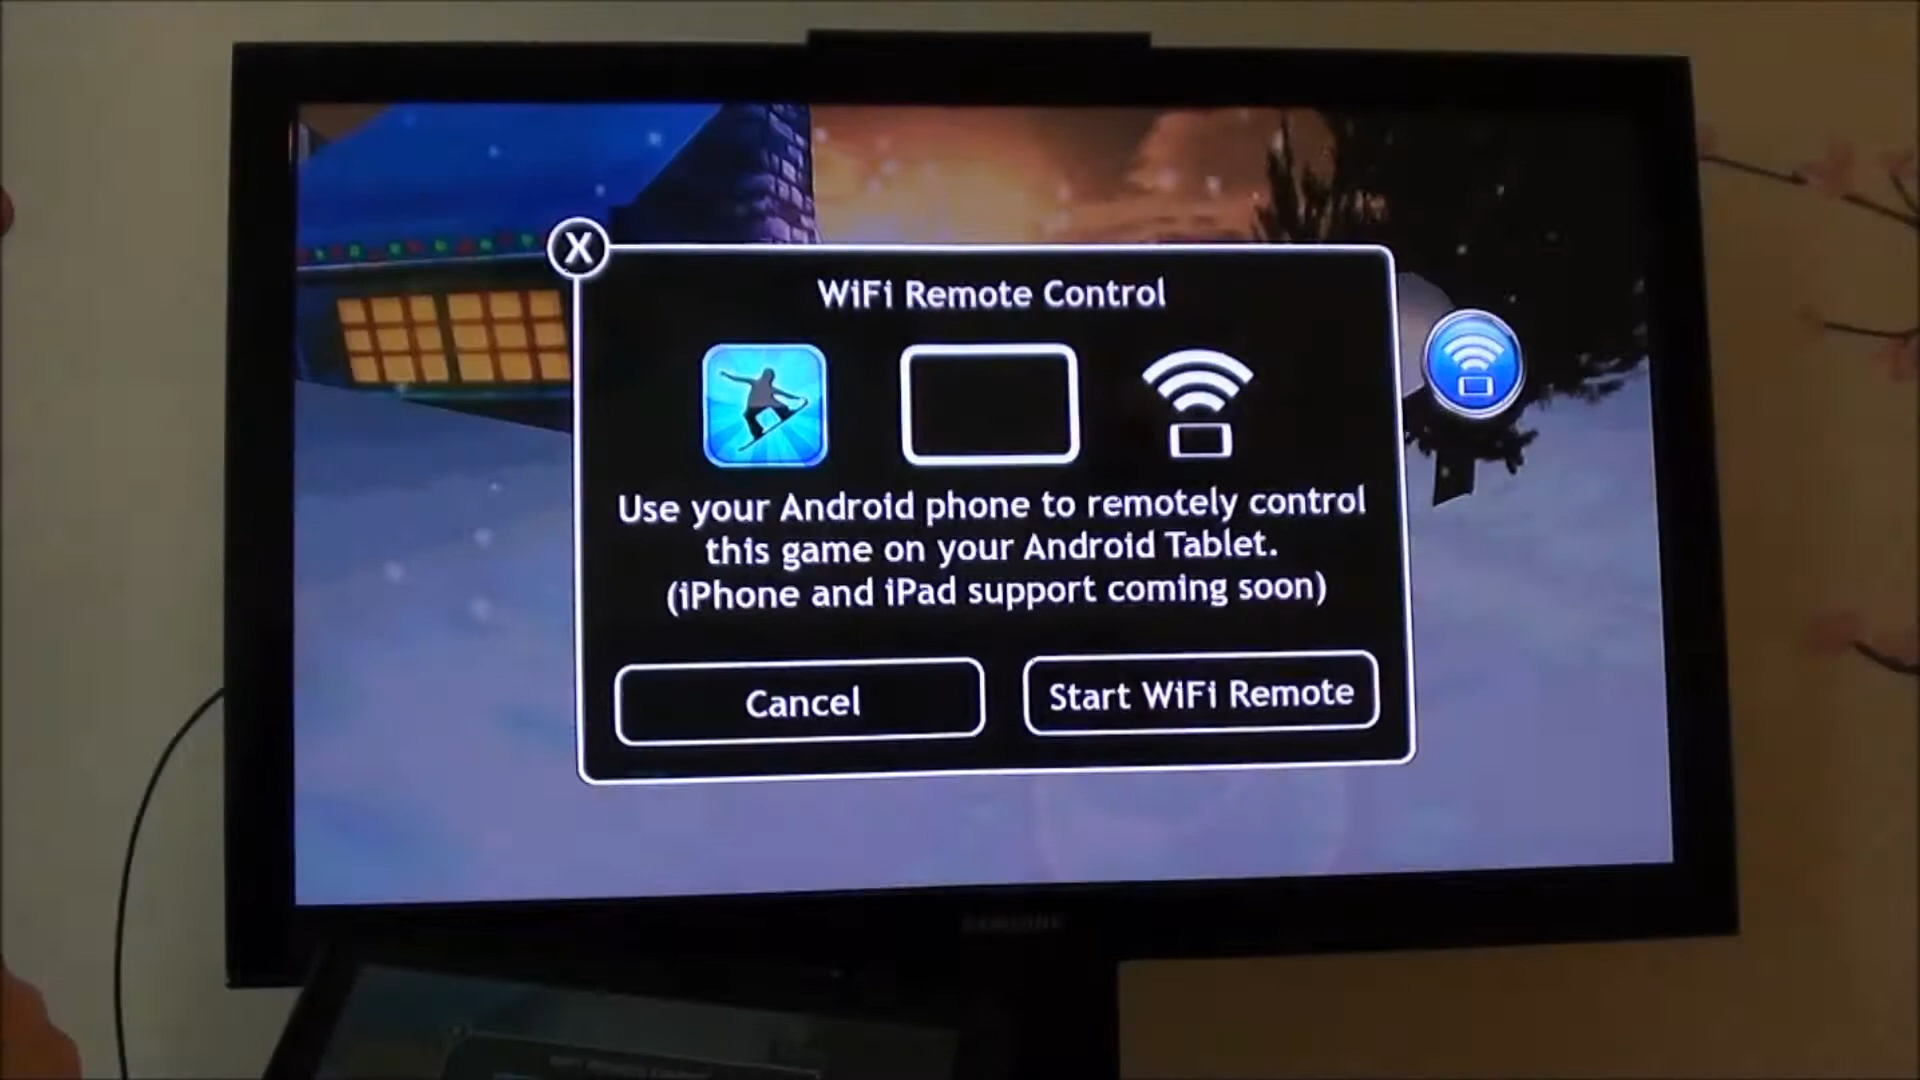 X
WiFi Remote Control
Use your Android phone to remotely control
this game on your Android Tablet.
(iPhone and iPad support coming soon)
Cancel
Start WiFi Remote
SAMSUNG